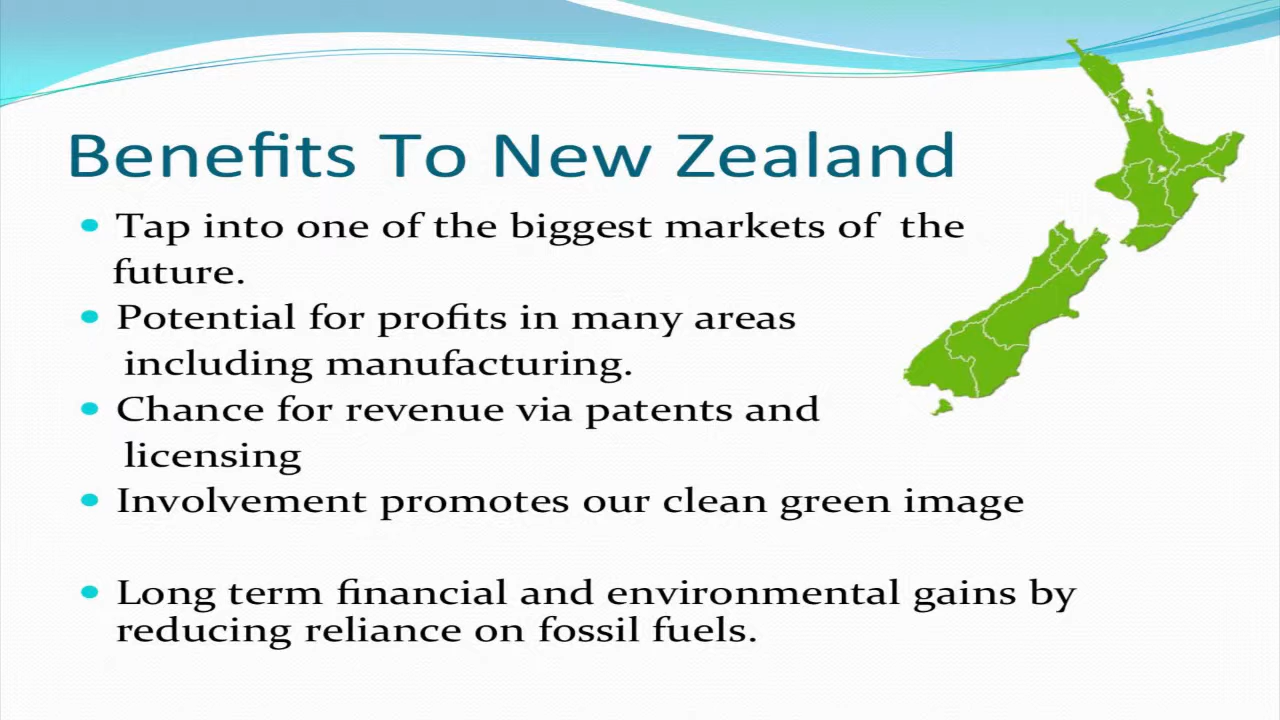 Benefits To New Zealand
• Tap into one of the biggest markets of the
future.
• Potential for profits in many areas
including manufacturing.
• Chance for revenue via patents and
licensing
• Involvement promotes our clean green image
• Long term financial and environmental gains by
reducing reliance on fossil fuels.